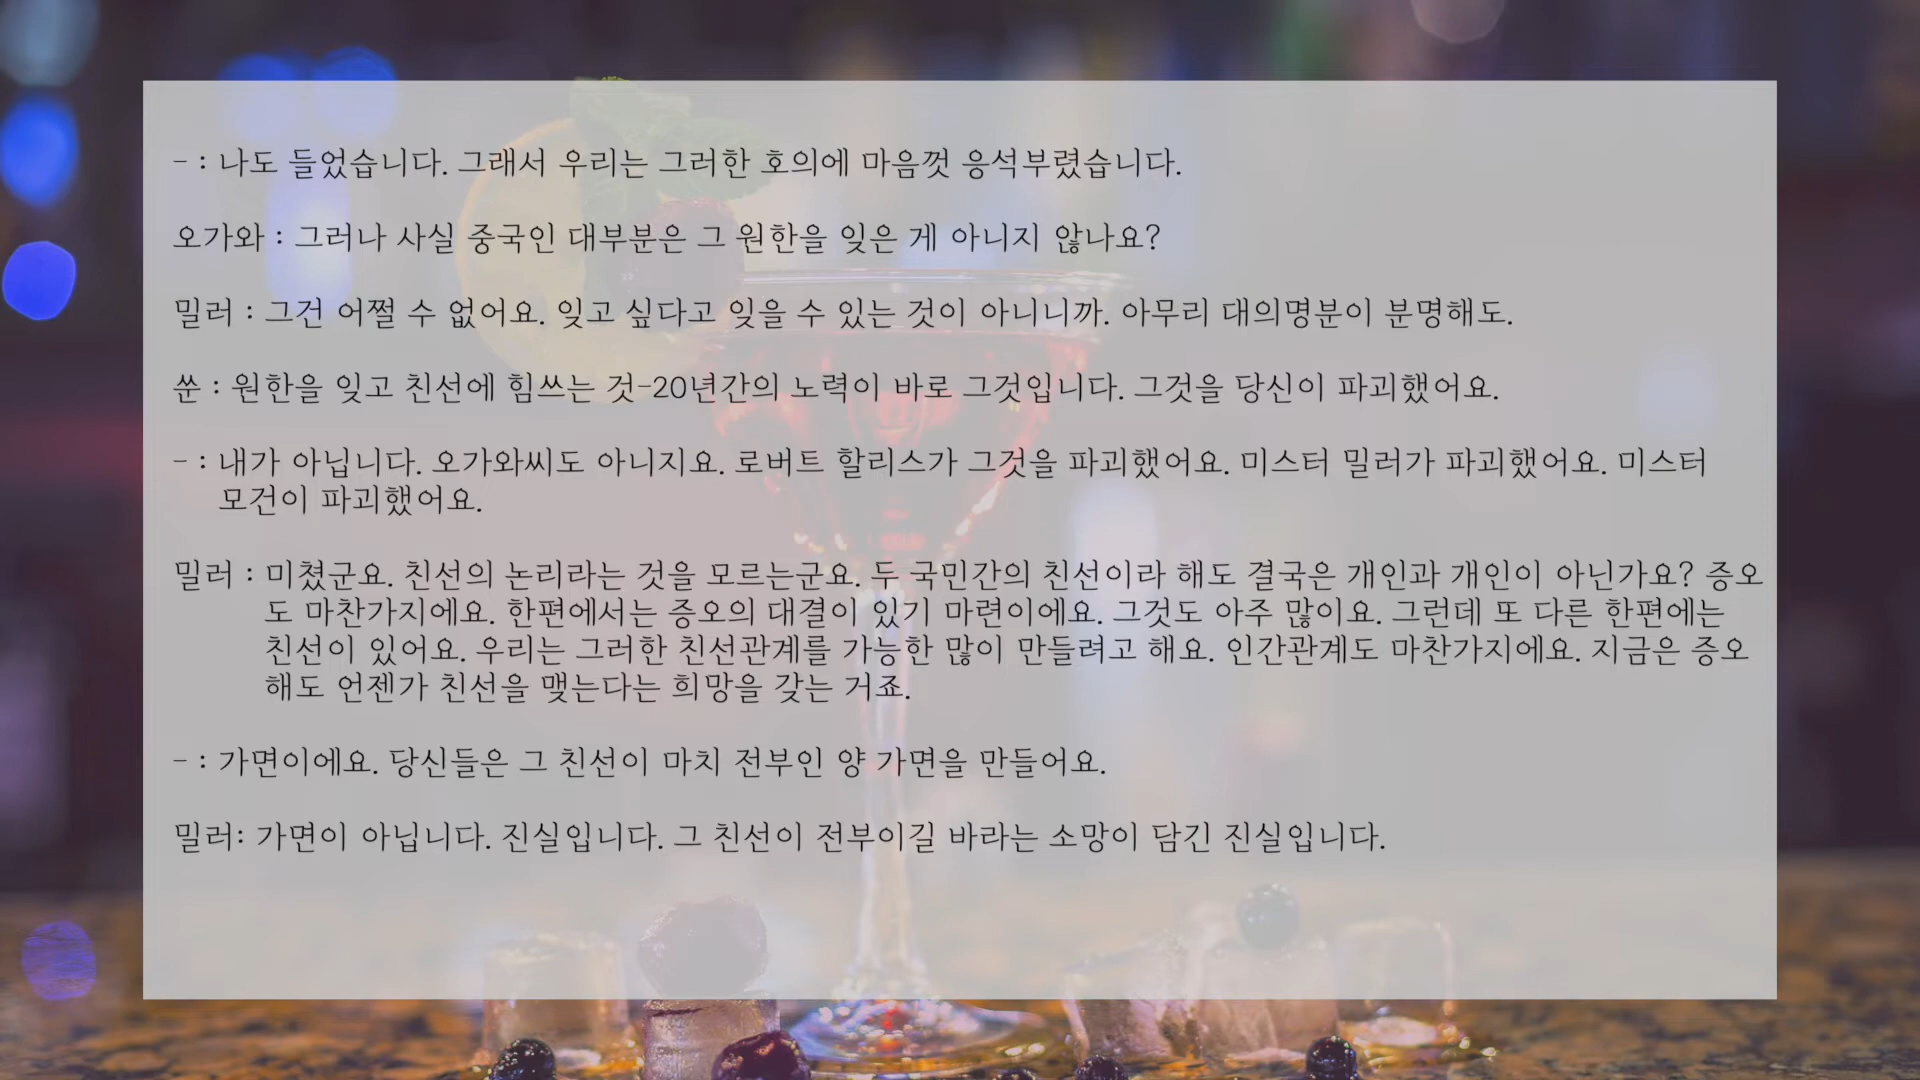 - : 나도 들었습니다. 그래서 우리는 그러한 호의에 마음껏 응석부렸습니다.
오가와 : 그러나 사실 중국인 대부분은 그 원한을 잊은 게 아니지 않나요?
밀러 : 그건 어쩔 수 없어요. 잊고 싶다고 잊을 수 있는 것이 아니니까. 아무리 대의명분이 분명해도.
쑨 : 원한을 잊고 친선에 힘쓰는 것-20년간의 노력이 바로 그것입니다. 그것을 당신이 파괴했어요.
- : 내가 아닙니다. 오가와씨도 아니지요. 로버트 할리스가 그것을 파괴했어요. 미스터 밀러가 파괴했어요. 미스터
모건이 파괴했어요.
밀러 : 미쳤군요. 친선의 논리라는 것을 모르는군요. 두 국민간의 친선이라 해도 결국은 개인과 개인이 아닌가요? 증오
도 마찬가지에요. 한편에서는 증오의 대결이 있기 마련이에요. 그것도 아주 많이요. 그런데 또 다른 한편에는
친선이 있어요. 우리는 그러한 친선관계를 가능한 많이 만들려고 해요. 인간관계도 마찬가지에요. 지금은 증오
해도 언젠가 친선을 맺는다는 희망을 갖는 거죠.
- : 가면이에요. 당신들은 그 친선이 마치 전부인 양 가면을 만들어요.
밀러: 가면이 아닙니다. 진실입니다. 그 친선이 전부이길 바라는 소망이 담긴 진실입니다.